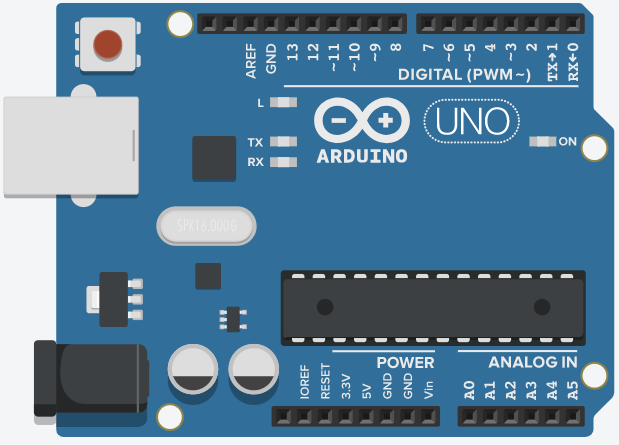 AREF
GND
13
12
~11
~10
~9
8
7
~6
~5
4
~3
2
TX→1
RX←0
DIGITAL (PWM~)
L
TX
RX
ARDUINO
UNO
ON
SPK16.000G
POWER
ANALOG IN
IOREF
RESET
3.3V
5V
GND
GND
Vin
A0
A1
A2
A3
A4
A5